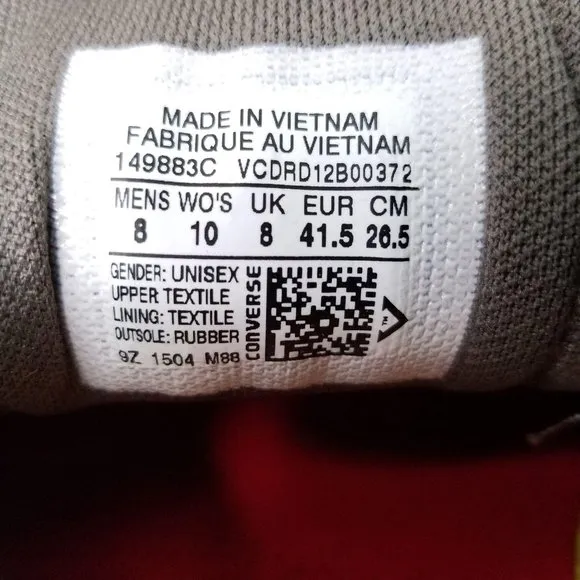 MADE IN VIETNAM
FABRIQUE AU VIETNAM
149883C VCDRD12B00372
MENS WO'S UK EUR CM
8 10 8 41.5 26.5
GENDER: UNISEX
UPPER TEXTILE
LINING: TEXTILE
OUTSOLE: RUBBER
9Z 1504 M88
CONVERSE
TM